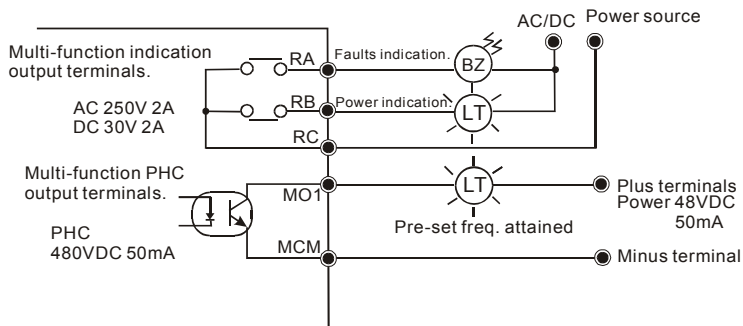 AC/DC Power source
Multi-function indication
output terminals.
RA Faults indication. BZ
AC 250V 2A
DC 30V 2A
RB Power indication. LT
RC
Multi-function PHC
output terminals.
MO1 LT
Plus terminals
Power 48VDC
50mA
PHC
480VDC 50mA
Pre-set freq. attained
MCM Minus terminal